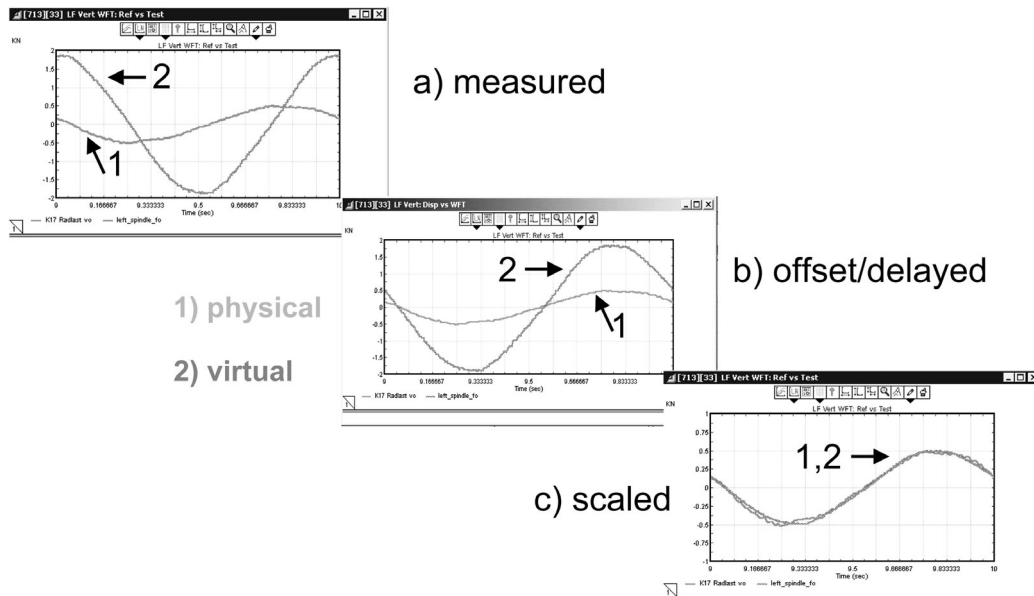 [713][33] LF Vert WFT: Ref vs Test
LF Vert WFT: Ref vs Test
KN
2
1.5
1
0.5
0
-0.5
-1
-1.5
-2
2
1
9 9.166667 9.333333 9.5 9.666667 9.833333 10
Time (sec)
K17 Radlast vo left_spindle_fo
1
a) measured
[713][33] LF Vert: Disp vs WFT
LF Vert WFT: Ref vs Test
KN
2
1.5
1
0.5
0
-0.5
-1
-1.5
-2
2
1
9 9.166667 9.333333 9.5 9.666667 9.833333
Time (sec)
K17 Radlast vo left_spindle_fo
1
b) offset/delayed
1) physical
2) virtual
[713][33] LF Vert WFT: Ref vs Test
LF Vert WFT: Ref vs Test
KN
1
0.75
0.5
0.25
0
-0.25
-0.5
-0.75
-1
1,2
9 9.166667 9.333333 9.5 9.666667 9.833333 10
Time (sec)
K17 Radlast vo left_spindle_fo
1
c) scaled